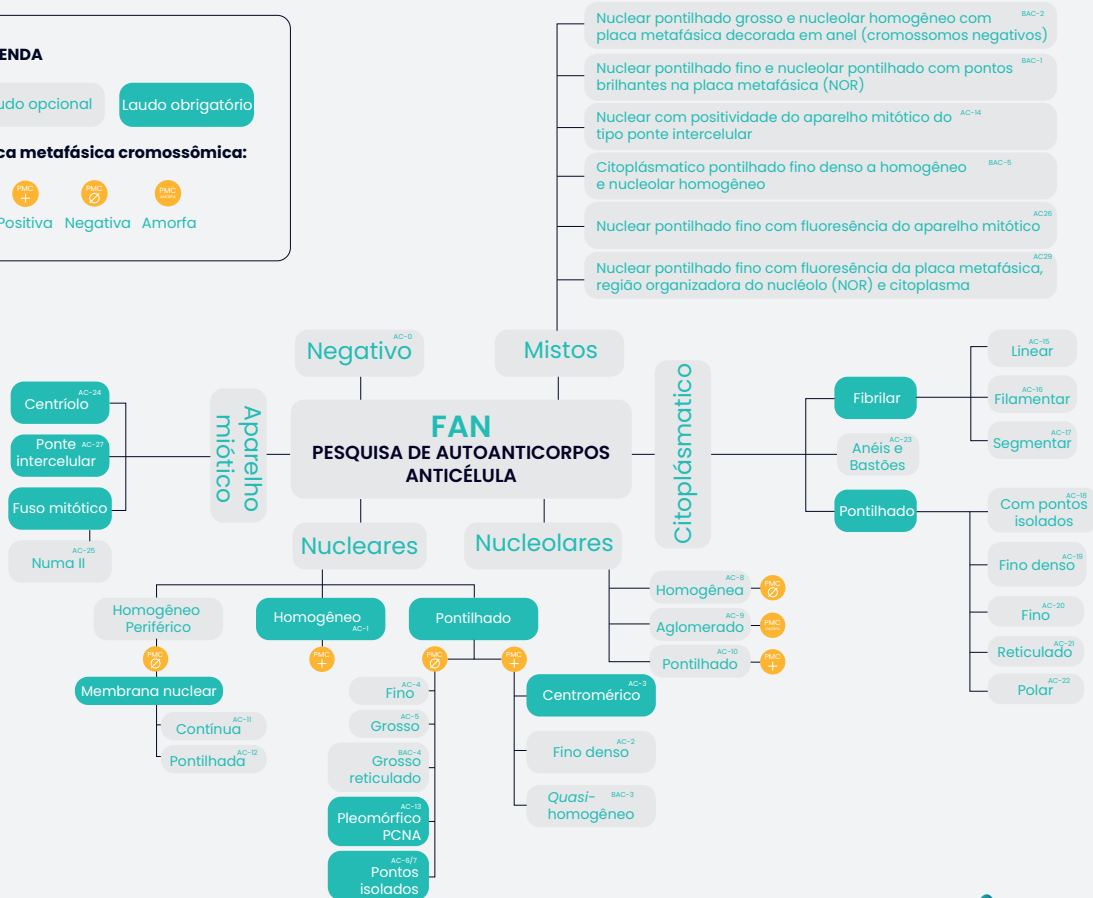 ENDA
udo opcional
Laudo obrigatório
ca metafásica cromossômica:
PMC
+
PMC
Ø
PMC
Positiva
Negativa
Amorfa
BAC-2
Nuclear pontilhado grosso e nucleolar homogêneo com
placa metafásica decorada em anel (cromossomos negativos)
BAC-1
Nuclear pontilhado fino e nucleolar pontilhado com pontos
brilhantes na placa metafásica (NOR)
AC-14
Nuclear com positividade do aparelho mitótico do
tipo ponte intercelular
BAC-5
Citoplásmatico pontilhado fino denso a homogêneo
e nucleolar homogêneo
AC26
Nuclear pontilhado fino com fluoresência do aparelho mitótico
AC29
Nuclear pontilhado fino com fluoresência da placa metafásica,
região organizadora do nucléolo (NOR) e citoplasma
AC-0
Negativo
Mistos
FAN
PESQUISA DE AUTOANTICORPOS
ANTICÉLULA
Aparelho
miótico
AC-24
Centríolo
Ponte AC-27
intercelular
Fuso mitótico
AC-25
Numa II
Citoplásmatico
Fibrilar
AC-15
Linear
AC-16
Filamentar
AC-17
Segmentar
AC-23
Anéis e
Bastões
Pontilhado
AC-18
Com pontos
isolados
AC-19
Fino denso
AC-20
Fino
AC-21
Reticulado
AC-22
Polar
Nucleares
Nucleolares
AC-8
Homogênea
PMC
Ø
AC-9
Aglomerado
PMC
AC-10
Pontilhado
PMC
+
Homogêneo
Periférico
PMC
Ø
Membrana nuclear
AC-11
Contínua
AC-12
Pontilhada
Homogêneo
AC-1
PMC
+
Pontilhado
PMC
Ø
PMC
+
AC-4
Fino
AC-5
Grosso
BAC-4
Grosso
reticulado
AC-13
Pleomórfico
PCNA
AC-6/7
Pontos
isolados
AC-3
Centromérico
AC-2
Fino denso
Quasi- BAC-3
homogêneo